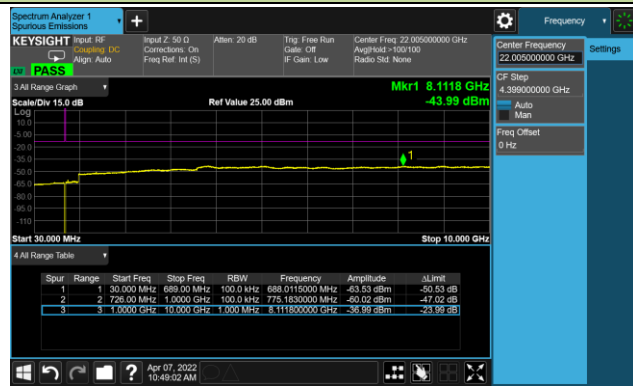 Spectrum Analyzer 1
Spurious Emissions
Frequency
KEYSIGHT Input: RF Input Z: 50 Ω Atten: 20 dB Trig: Free Run Center Freq: 22.005000000 GHz
Coupling: DC Corrections: On Gate: Off Avg|Hold:>100/100
Align: Auto Freq Ref: Int (S) IF Gain: Low Radio Std: None
LW PASS
Center Frequency
22.005000000 GHz
Settings
CF Step
4.399000000 GHz
Auto
Man
Freq Offset
0 Hz
3 All Range Graph
Mkr1 8.1118 GHz
Scale/Div 15.0 dB Ref Value 25.00 dBm -43.99 dBm
Log
10.0
-5.00
-20.0
-35.0
-50.0
-65.0
-80.0
-95.0
-110
1
Start 30.000 MHz Stop 10.000 GHz
4 All Range Table
Spur Range Start Freq Stop Freq RBW Frequency Amplitude ΔLimit
1 1 30.000 MHz 689.00 MHz 100.0 kHz 688.0115000 MHz -63.53 dBm -50.53 dB
2 2 726.00 MHz 1.0000 GHz 100.0 kHz 775.1830000 MHz -60.02 dBm -47.02 dB
3 3 1.0000 GHz 10.000 GHz 1.000 MHz 8.111800000 GHz -36.99 dBm -23.99 dB
Apr 07, 2022
10:49:02 AM